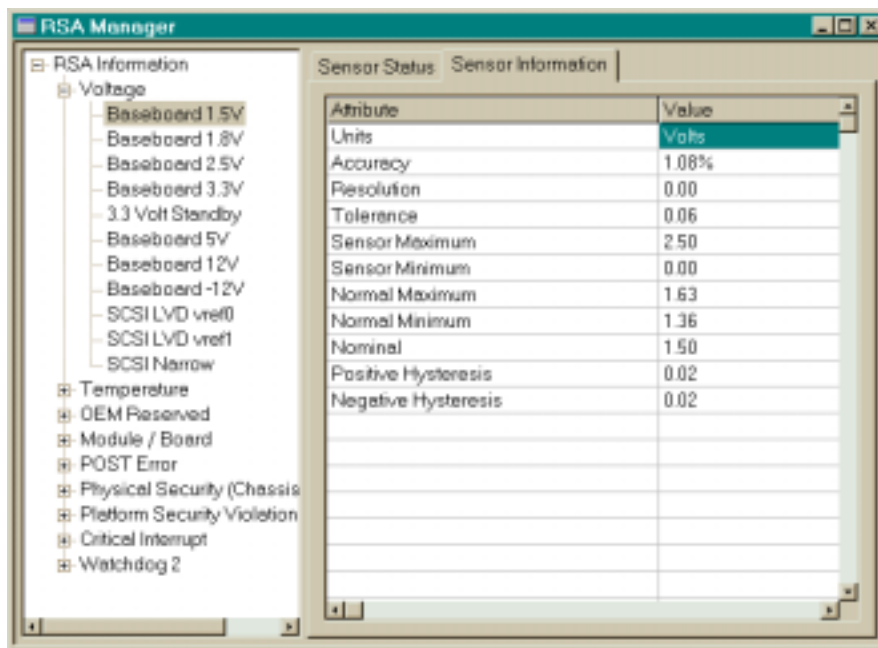 RSA Manager
RSA Information
Voltage
Baseboard 1.5V
Baseboard 1.8V
Baseboard 2.5V
Baseboard 3.3V
3.3 Volt Standby
Baseboard 5V
Baseboard 12V
Baseboard -12V
SCSI LVD vref0
SCSI LVD vref1
SCSI Narrow
Temperature
OEM Reserved
Module / Board
POST Error
Physical Security (Chassis
Platform Security Violation
Critical Interrupt
Watchdog 2
Sensor Status Sensor Information
Attribute Value
Units Volts
Accuracy 1.08%
Resolution 0.00
Tolerance 0.06
Sensor Maximum 2.50
Sensor Minimum 0.00
Normal Maximum 1.63
Normal Minimum 1.36
Nominal 1.50
Positive Hysteresis 0.02
Negative Hysteresis 0.02